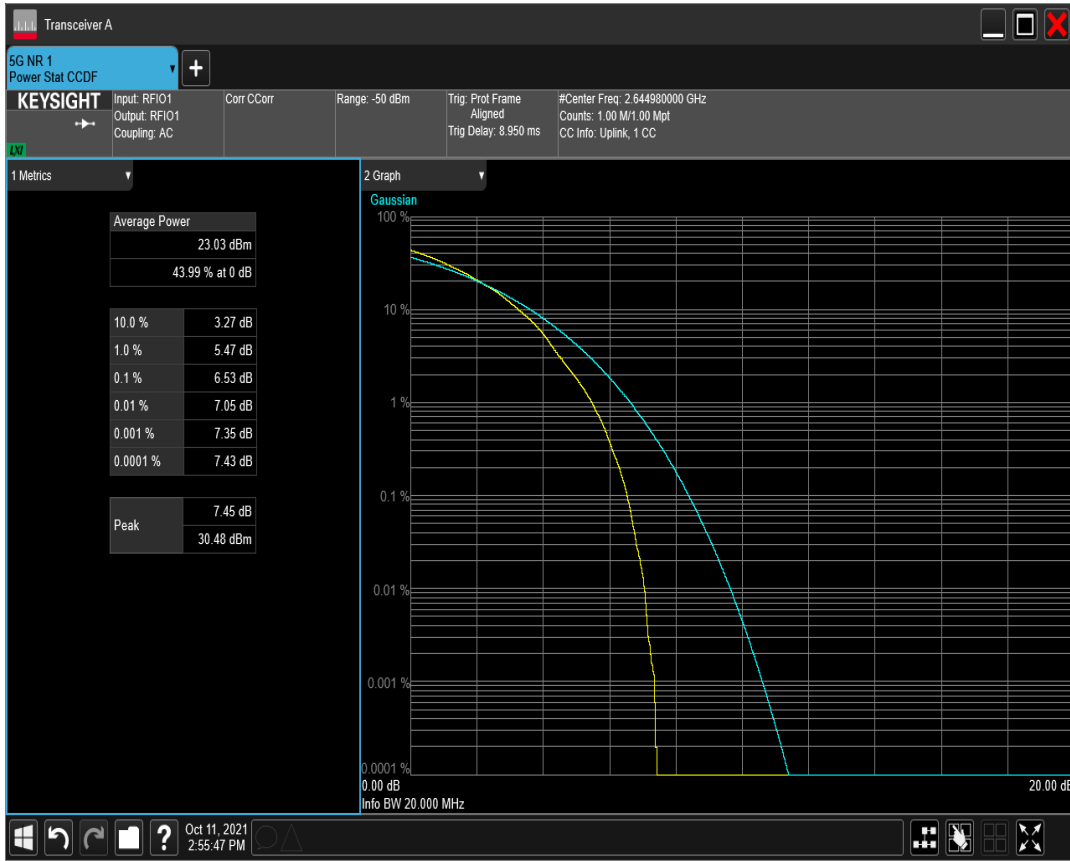 Transceiver A
5G NR 1
Power Stat CCDF
KEYSIGHT
LXI
Input: RFIO1
Output: RFIO1
Coupling: AC
Corr CCorr
Range: -50 dBm
Trig: Prot Frame
Aligned
Trig Delay: 8.950 ms
#Center Freq: 2.644980000 GHz
Counts: 1.00 M/1.00 Mpt
CC Info: Uplink, 1 CC
1 Metrics
Average Power
23.03 dBm
43.99 % at 0 dB
10.0 % 3.27 dB
1.0 % 5.47 dB
0.1 % 6.53 dB
0.01 % 7.05 dB
0.001 % 7.35 dB
0.0001 % 7.43 dB
Peak 7.45 dB
30.48 dBm
2 Graph
Gaussian
100 %
10 %
1 %
0.1 %
0.01 %
0.001 %
0.0001 %
0.00 dB 20.00 dB
Info BW 20.000 MHz
? Oct 11, 2021
2:55:47 PM